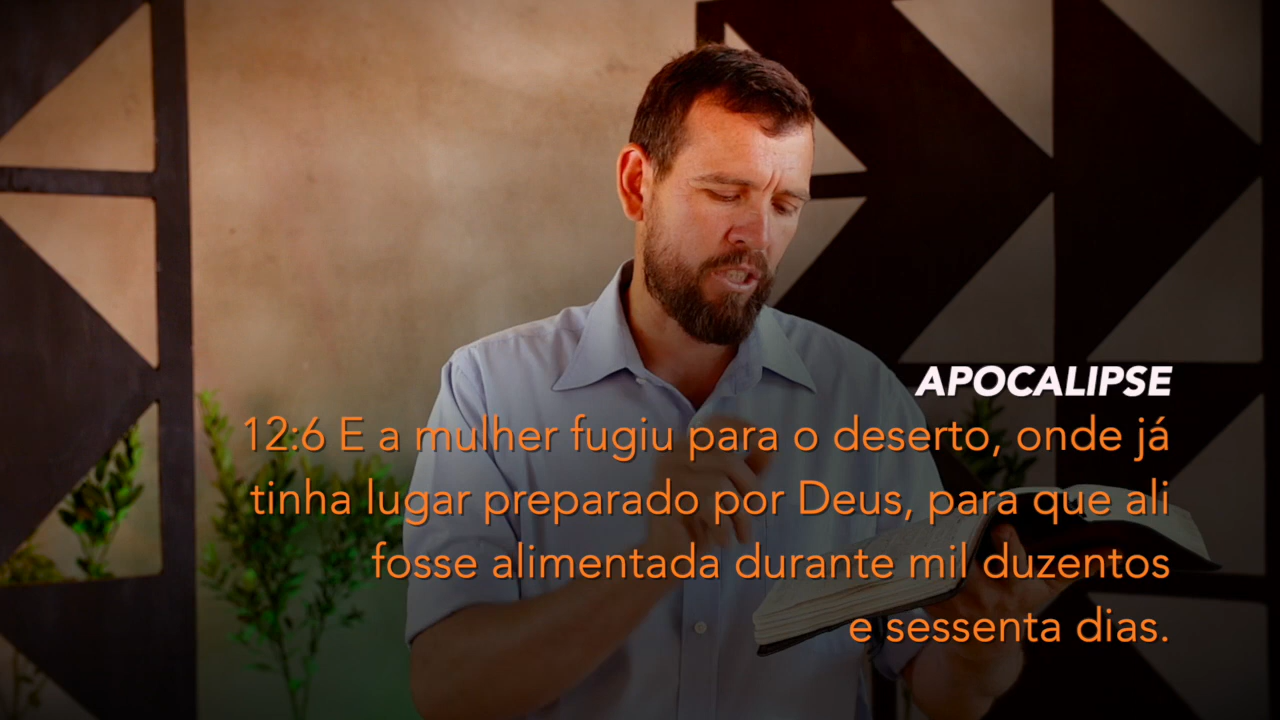 APOCALIPSE
12:6 E a mulher fugiu para o deserto, onde já
tinha lugar preparado por Deus, para que ali
fosse alimentada durante mil duzentos
e sessenta dias.